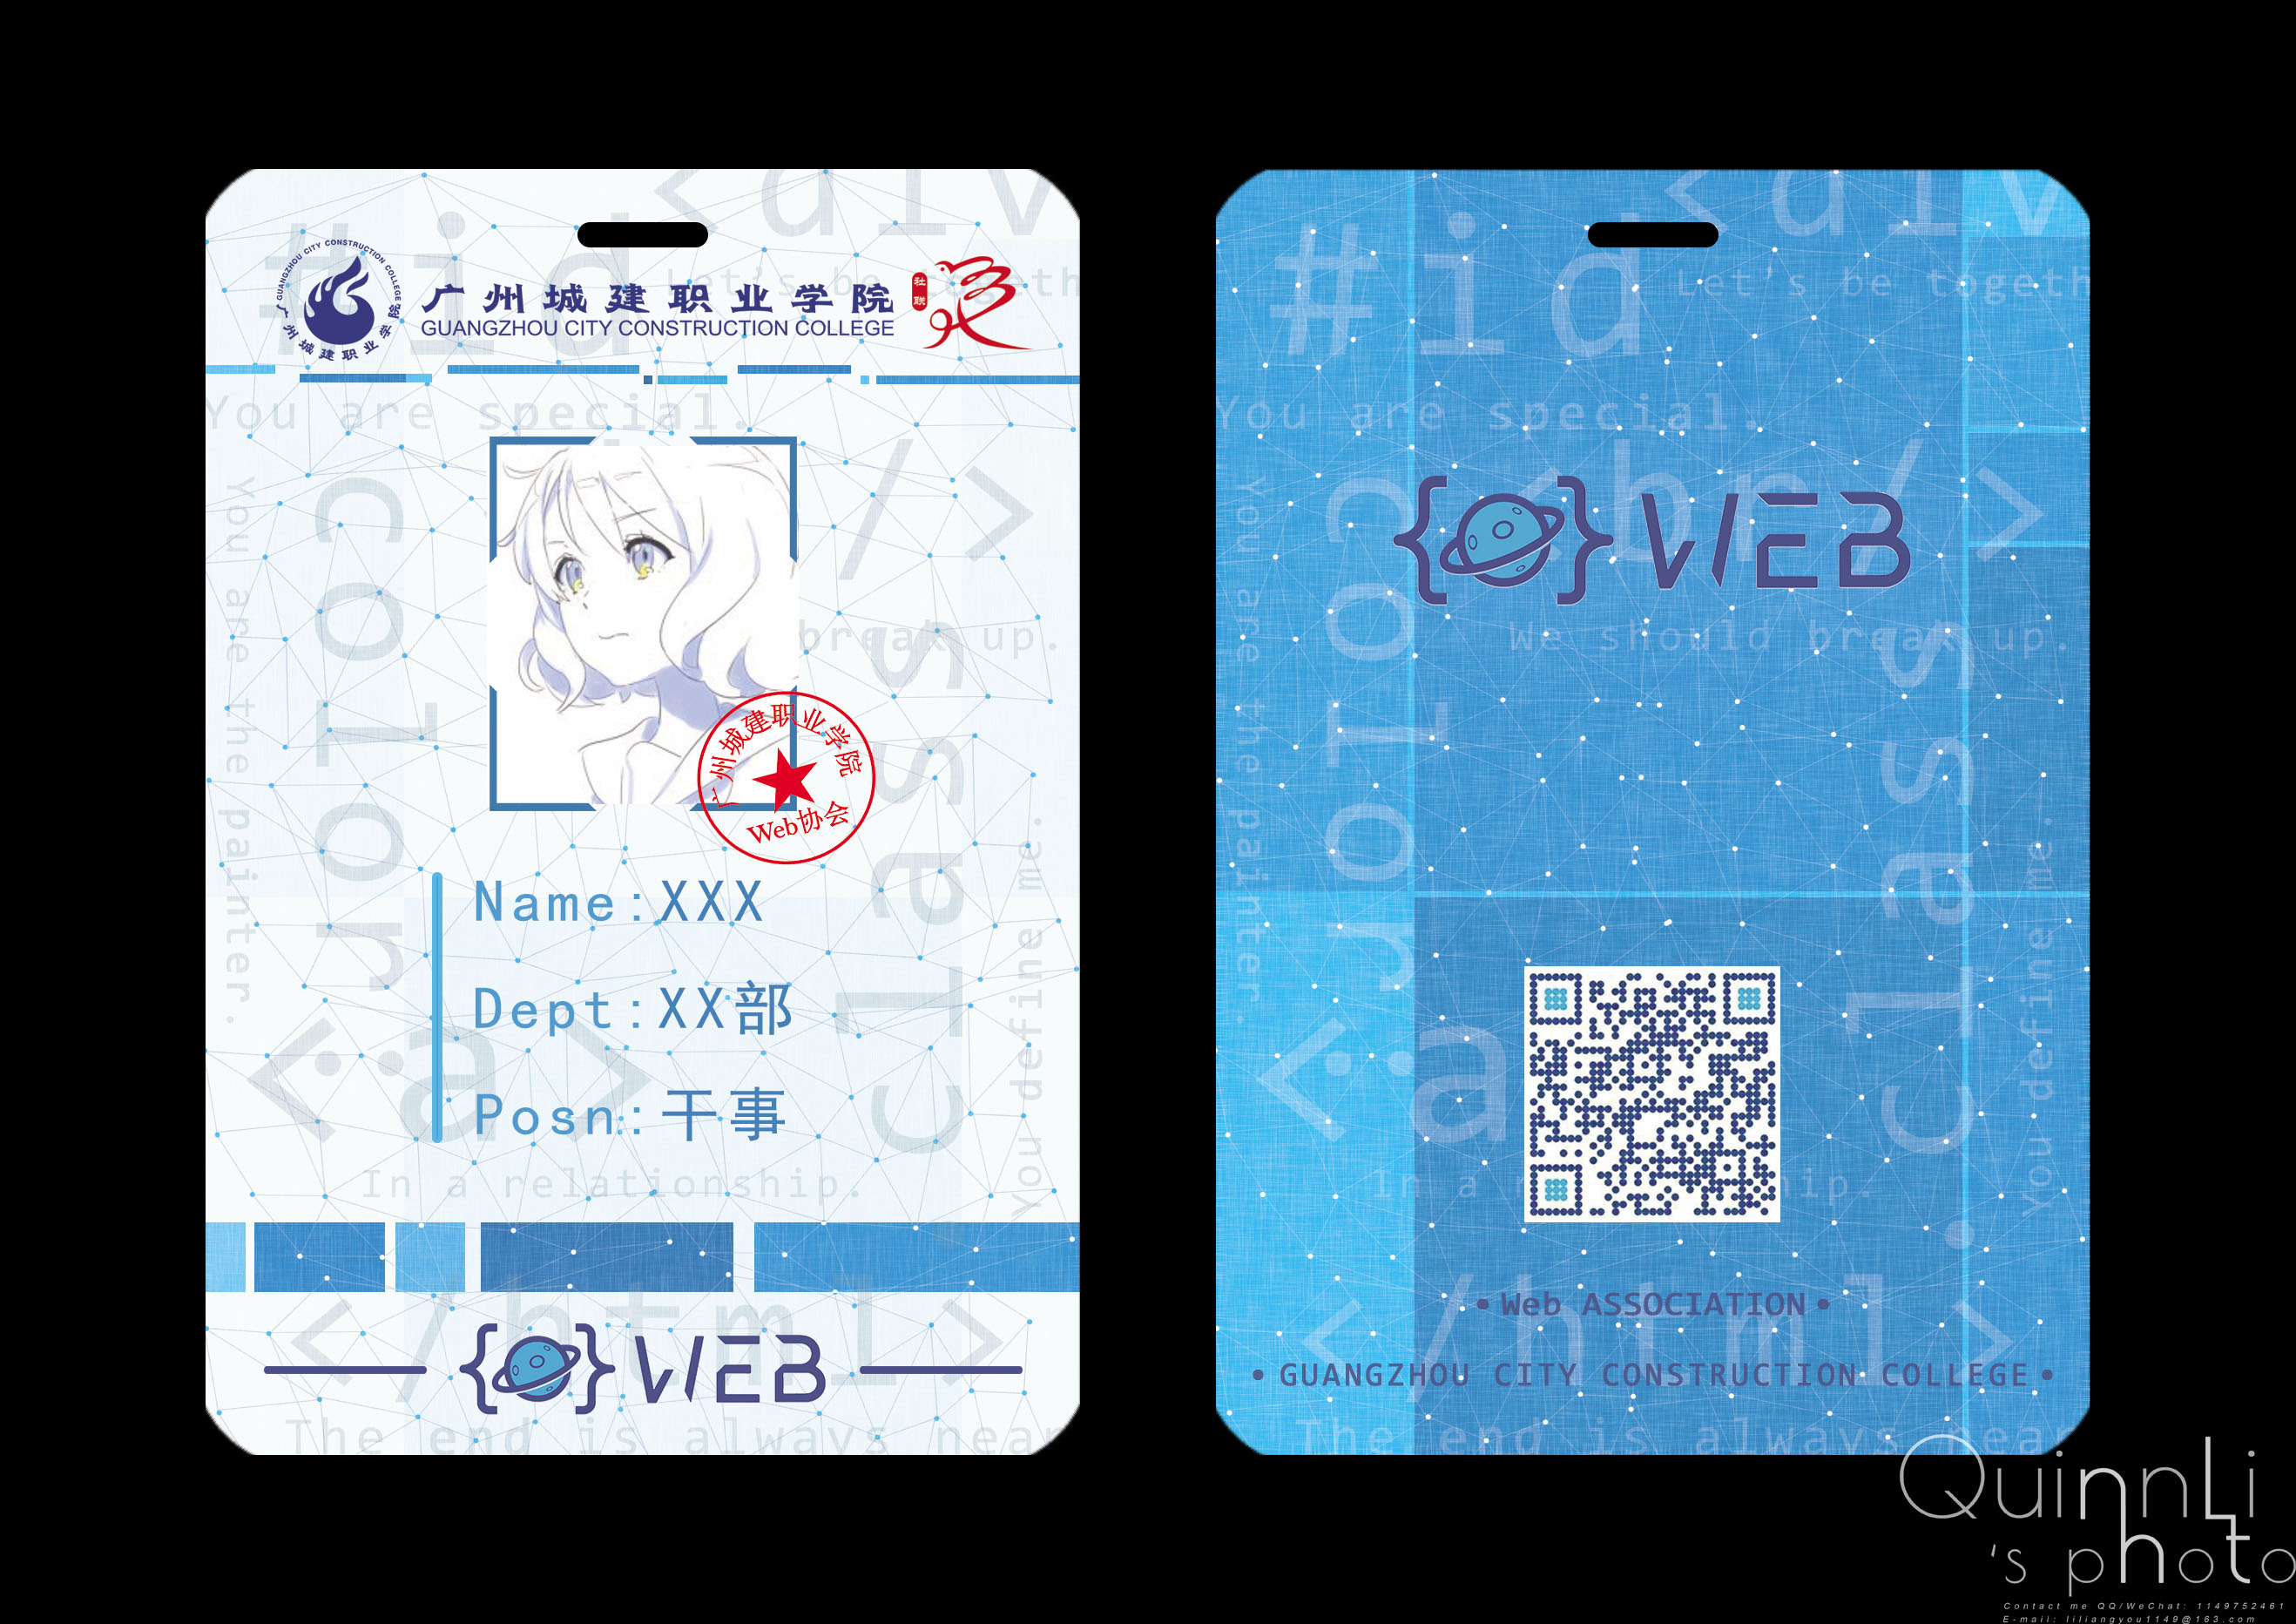 <div
#id
Let's be togeth
GUANGZHOU CITY CONSTRUCTION COLLEGE
广州城建职业学院
广州城建职业学院
GUANGZHOU CITY CONSTRUCTION COLLEGE
社联
You are special.
You are the painter.
color
/>
break up.
class
You define me.
广州城建职业学院
Web协会
Name:XXX
Dept:XX部
Posn:干事
<a>
In a relationship.
</html>
{ } WEB
The end is always near
<div
#id
Let's be togeth
You are special.
You are the painter.
color
<br/>
{ } WEB
We should break up.
class
You define me.
<a
In a r ship.
</html>
•Web ASSOCIATION•
•GUANGZHOU CITY CONSTRUCTION COLLEGE•
The end is always near
QuinnLi
's photo
Contact me QQ/WeChat: 1149752461
E-mail: liliangyou1149@163.com